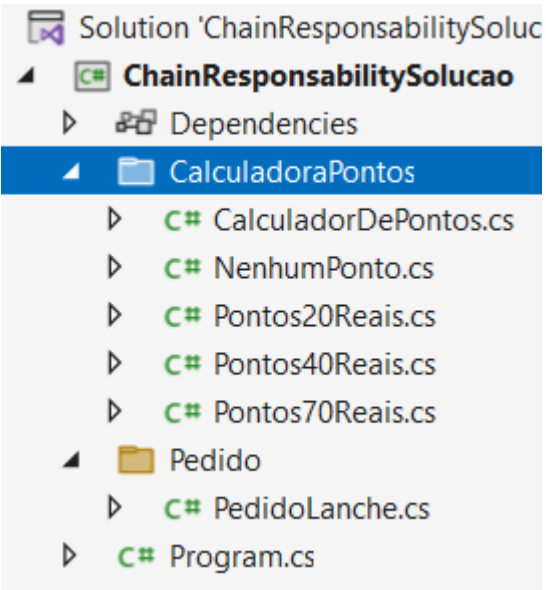 Solution 'ChainResponsabilitySoluc
C# ChainResponsabilitySolucao
Dependencies
CalculadoraPontos
C# CalculadorDePontos.cs
C# NenhumPonto.cs
C# Pontos20Reais.cs
C# Pontos40Reais.cs
C# Pontos70Reais.cs
Pedido
C# PedidoLanche.cs
C# Program.cs